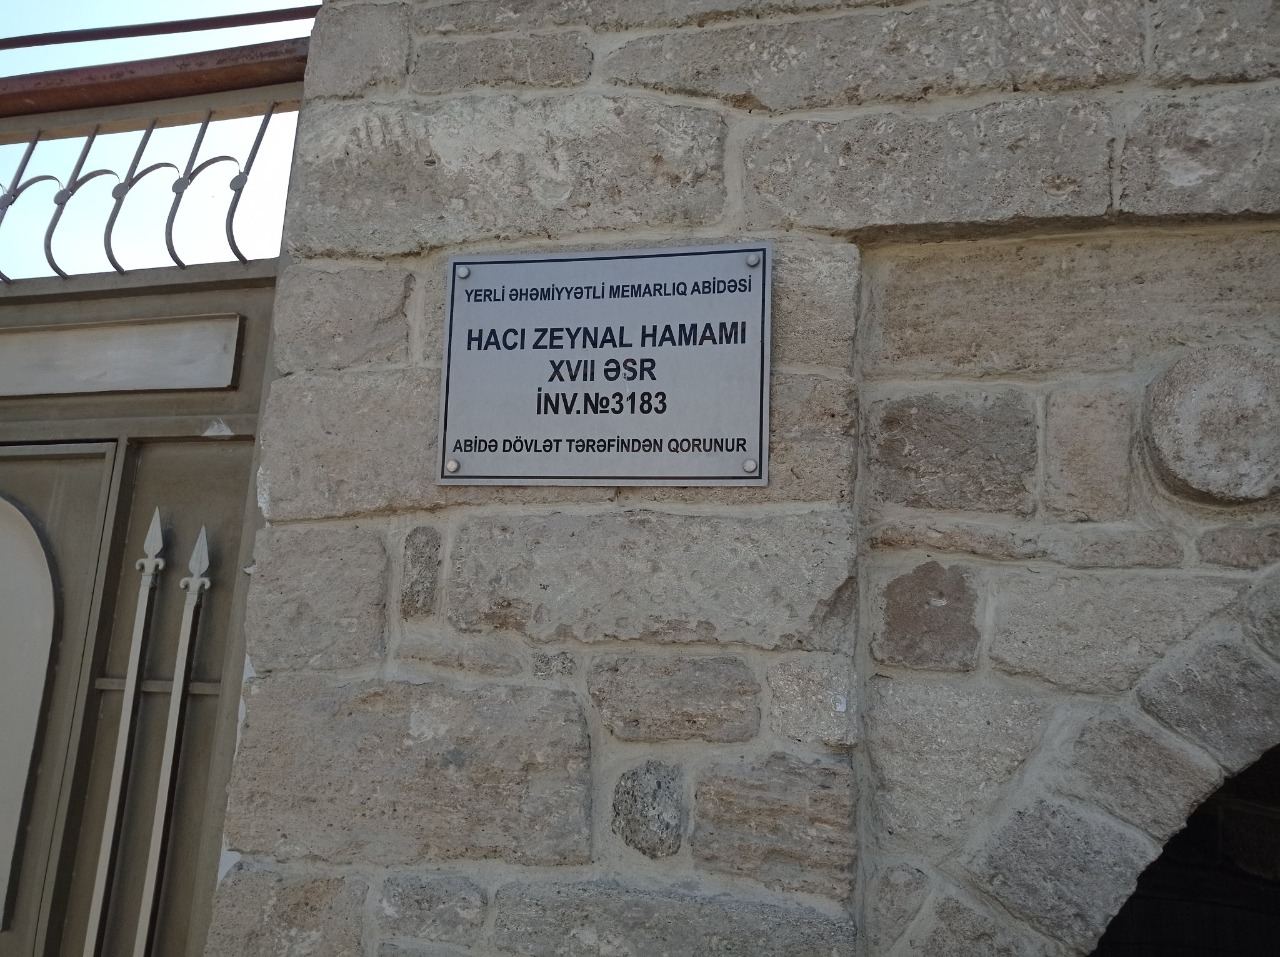 YERLİ ƏHƏMİYYƏTLİ MEMARLIQ ABİDƏSİ
HACI ZEYNAL HAMAMI
XVII ƏSR
İNV.№3183
ABİDƏ DÖVLƏT TƏRƏFİNDƏN QORUNUR